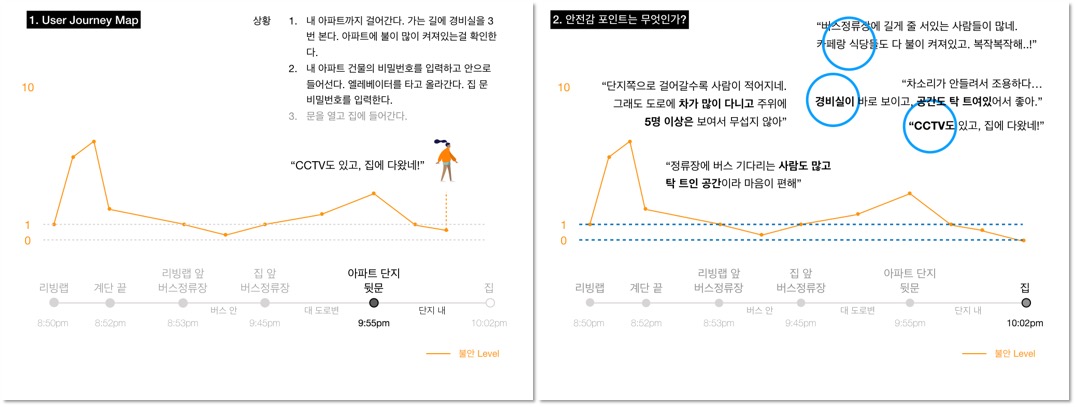 1. User Journey Map
상황
1. 내 아파트까지 걸어간다. 가는 길에 경비실을 3
번 본다. 아파트에 불이 많이 켜져있는걸 확인한
다.
2. 내 아파트 건물의 비밀번호를 입력하고 안으로
들어선다. 엘레베이터를 타고 올라간다. 집 문
비밀번호를 입력한다.
3. 문을 열고 집에 들어간다.
10
“CCTV도 있고, 집에 다왔네!”
1
0
리빙랩
계단 끝
리빙랩 앞
버스정류장
집 앞
버스정류장
아파트 단지
뒷문
집
버스 안
대 도로변
단지 내
8:50pm
8:52pm
8:53pm
9:45pm
9:55pm
10:02pm
불안 Level
2. 안전감 포인트는 무엇인가?
“버스정류장에 길게 줄 서있는 사람들이 많네.
카페랑 식당들도 다 불이 켜져있고. 복작복작해..!”
10
“단지쪽으로 걸어갈수록 사람이 적어지네.
그래도 도로에 차가 많이 다니고 주위에
5명 이상은 보여서 무섭지 않아”
“차소리가 안들려서 조용하다…
경비실이 바로 보이고, 공간도 탁 트여있어서 좋아.”
“CCTV도 있고, 집에 다왔네!”
“정류장에 버스 기다리는 사람도 많고
탁 트인 공간이라 마음이 편해”
1
0
리빙랩
계단 끝
리빙랩 앞
버스정류장
집 앞
버스정류장
아파트 단지
뒷문
집
버스 안
대 도로변
단지 내
8:50pm
8:52pm
8:53pm
9:45pm
9:55pm
10:02pm
불안 Level